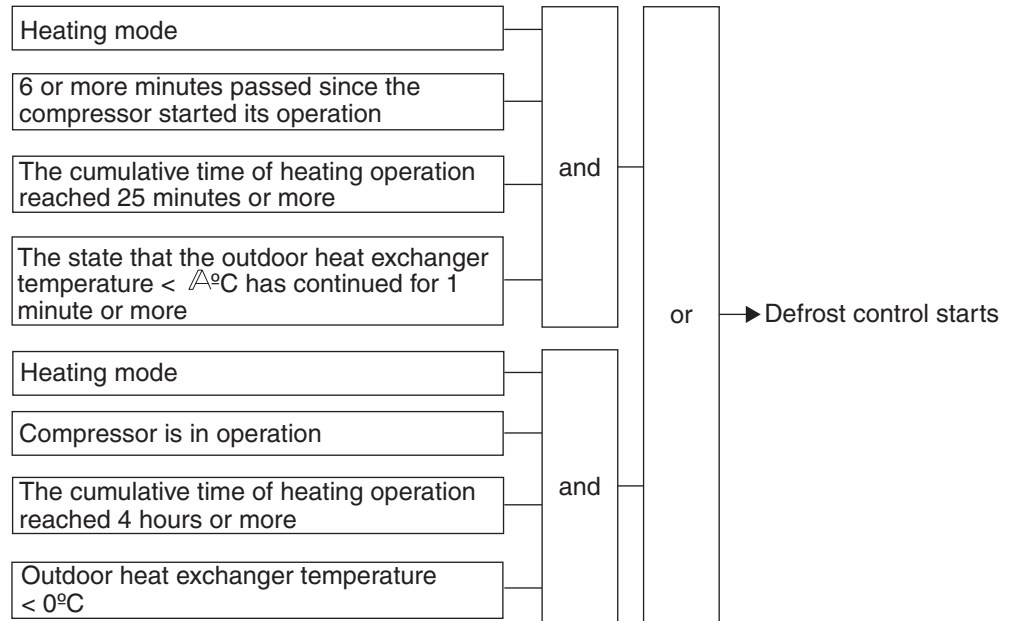 Heating mode
6 or more minutes passed since the
compressor started its operation
The cumulative time of heating operation
reached 25 minutes or more
The state that the outdoor heat exchanger
temperature < 𝔸ºC has continued for 1
minute or more
and
Heating mode
Compressor is in operation
The cumulative time of heating operation
reached 4 hours or more
Outdoor heat exchanger temperature
< 0ºC
and
or
Defrost control starts